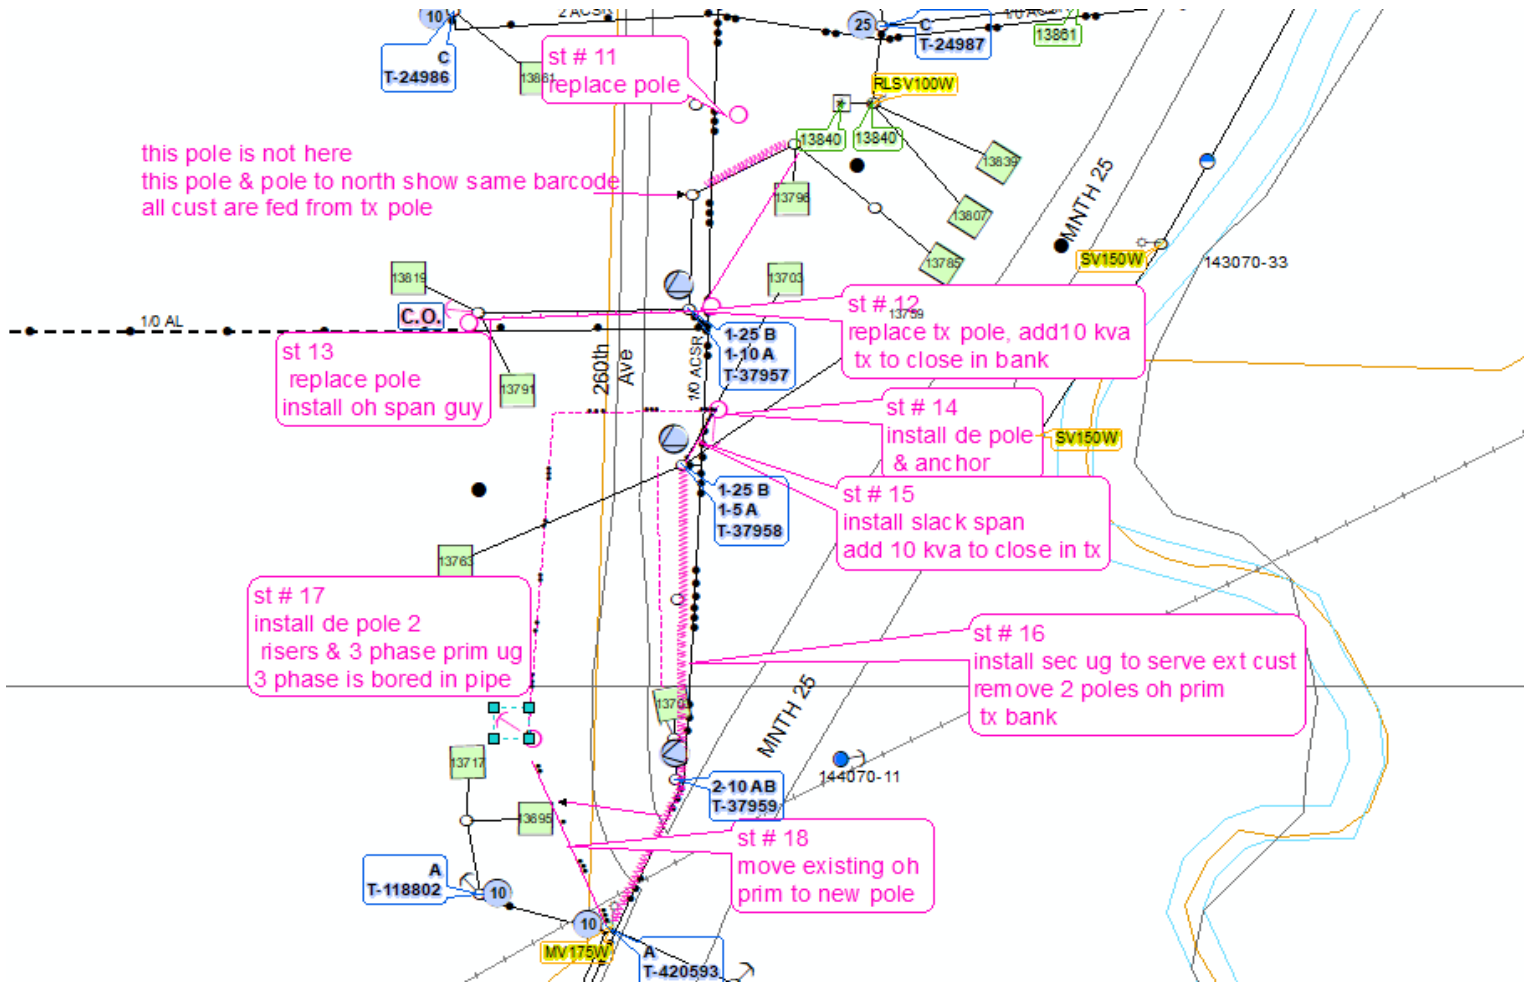 10
2 ACSR
25
C
T-24987
1/0
13861
C
T-24986
st # 11
replace pole
RLSV100W
13840
13840
13839
this pole is not here
this pole & pole to north show same barcode
all cust are fed from tx pole
13796
13807
MNTH 25
13785
SV150W
143070-33
13819
13703
C.O.
1/0 AL
st # 12
replace tx pole, add10 kva
tx to close in bank
13759
1-25 B
1-10 A
T-37957
1/0 ACSR
260th
Ave
st 13
replace pole
install oh span guy
13791
st # 14
install de pole
& anchor
SV150W
1-25 B
1-5 A
T-37958
st # 15
install slack span
add 10 kva to close in tx
13763
st # 17
install de pole 2
risers & 3 phase prim ug
3 phase is bored in pipe
st # 16
install sec ug to serve ext cust
remove 2 poles oh prim
tx bank
MNTH 25
13717
144070-11
2-10 AB
T-37959
13695
st # 18
move existing oh
prim to new pole
A
T-118802
10
10
MV175W
A
T-420593